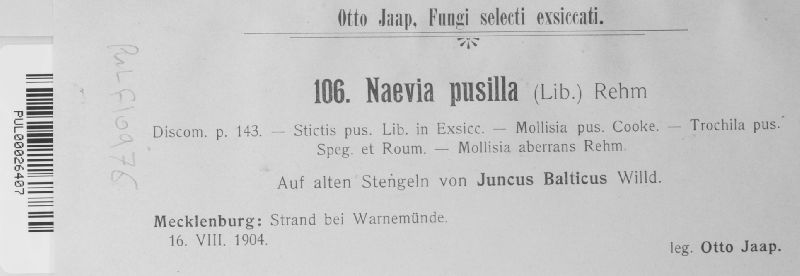 Otto Jaap, Fungi selecti exsiccati.
106. Naevia pusilla (Lib.) Rehm
Discom. p. 143. — Stictis pus. Lib. in Exsicc. — Mollisia pus. Cooke. — Trochila pus.
Speg. et Roum. — Mollisia aberrans Rehm.
Auf alten Stengeln von Juncus Balticus Willd.
Mecklenburg: Strand bei Warnemünde.
16. VIII. 1904.
leg. Otto Jaap.
PUL00026407